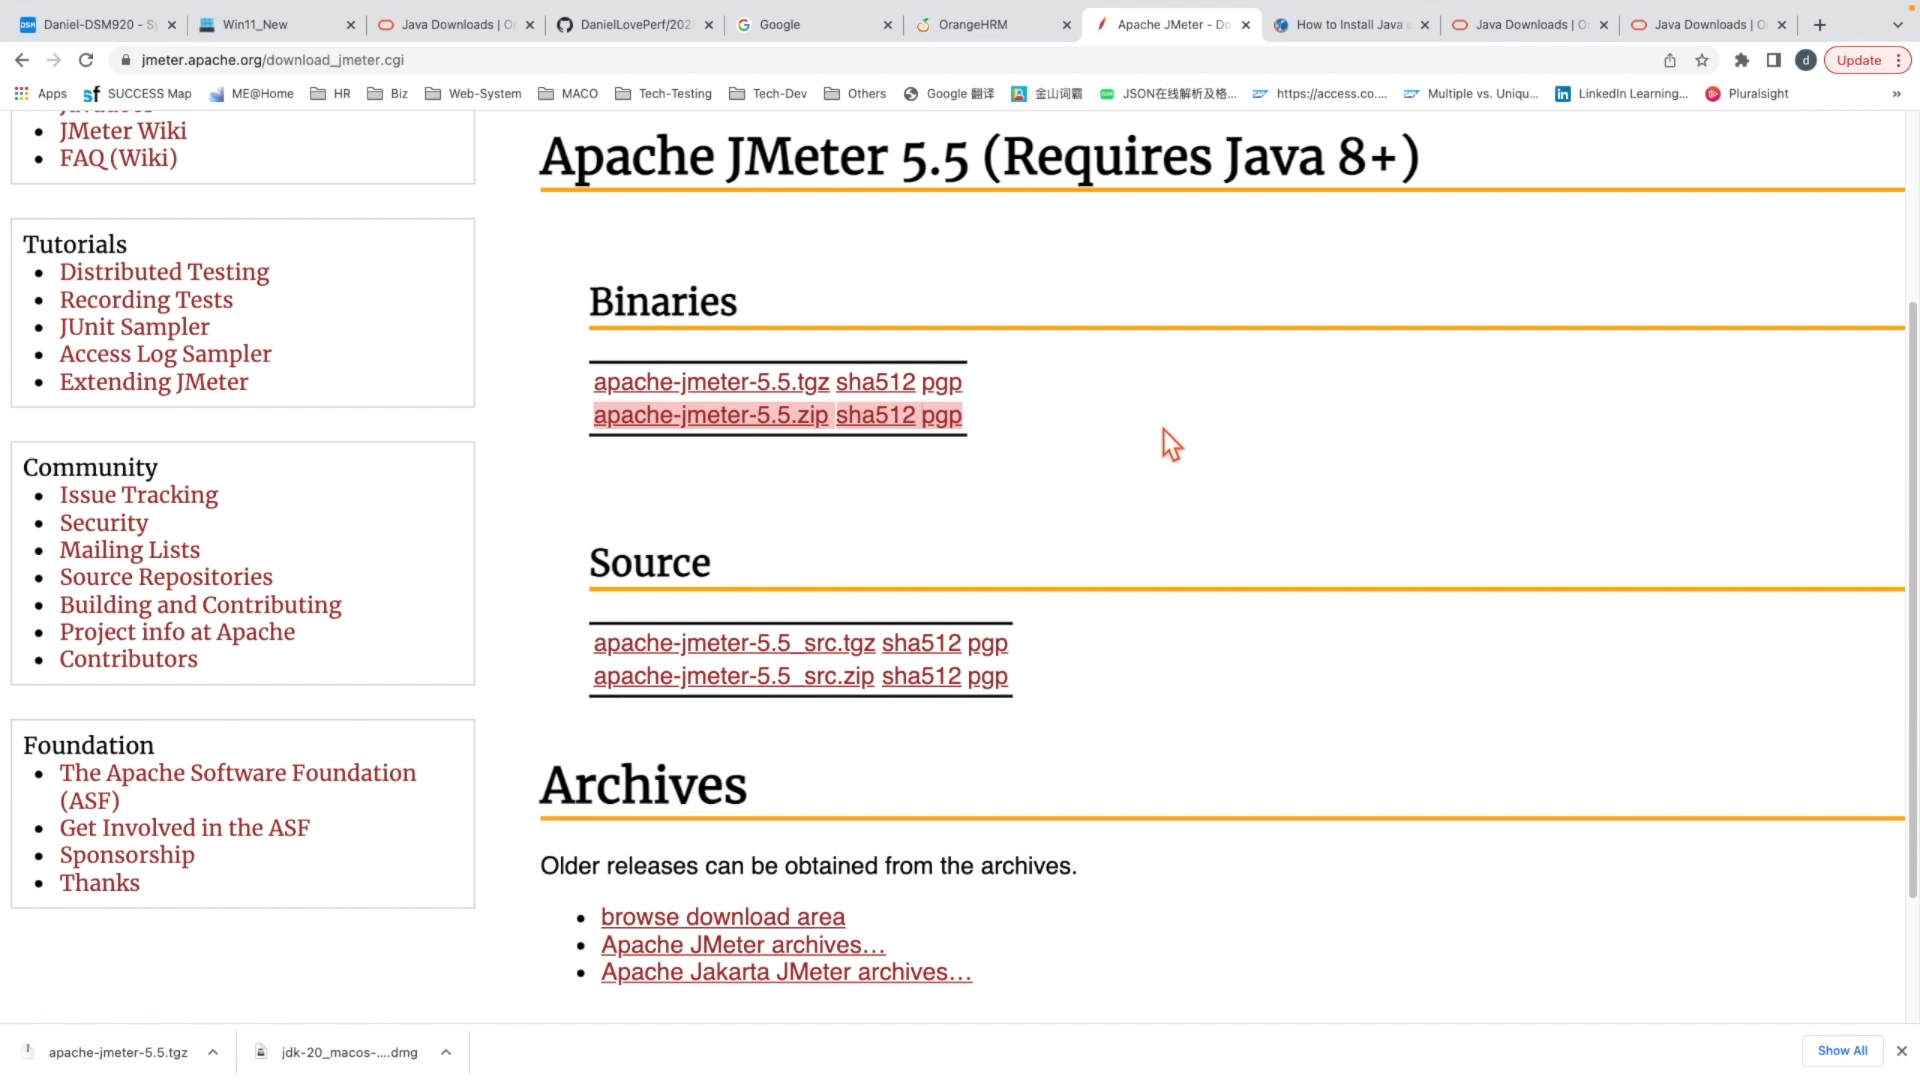 Daniel-DSM920 - Sy
Win11_New
Java Downloads | Or
DanielLovePerf/202
Google
OrangeHRM
Apache JMeter - Do
How to Install Java o
Java Downloads | Or
Java Downloads | Or
jmeter.apache.org/download_jmeter.cgi
d
Update
Apps
SUCCESS Map
ME@Home
HR
Biz
Web-System
MACO
Tech-Testing
Tech-Dev
Others
Google 翻译
金山词霸
JSON在线解析及格...
https://access.co....
Multiple vs. Uniqu...
LinkedIn Learning...
Pluralsight
»
JMeter Wiki
FAQ (Wiki)
Tutorials
Distributed Testing
Recording Tests
JUnit Sampler
Access Log Sampler
Extending JMeter
Community
Issue Tracking
Security
Mailing Lists
Source Repositories
Building and Contributing
Project info at Apache
Contributors
Foundation
The Apache Software Foundation
(ASF)
Get Involved in the ASF
Sponsorship
Thanks
Apache JMeter 5.5 (Requires Java 8+)
Binaries
apache-jmeter-5.5.tgz sha512 pgp
apache-jmeter-5.5.zip sha512 pgp
Source
apache-jmeter-5.5_src.tgz sha512 pgp
apache-jmeter-5.5_src.zip sha512 pgp
Archives
Older releases can be obtained from the archives.
browse download area
Apache JMeter archives…
Apache Jakarta JMeter archives…
apache-jmeter-5.5.tgz
jdk-20_macos-....dmg
Show All